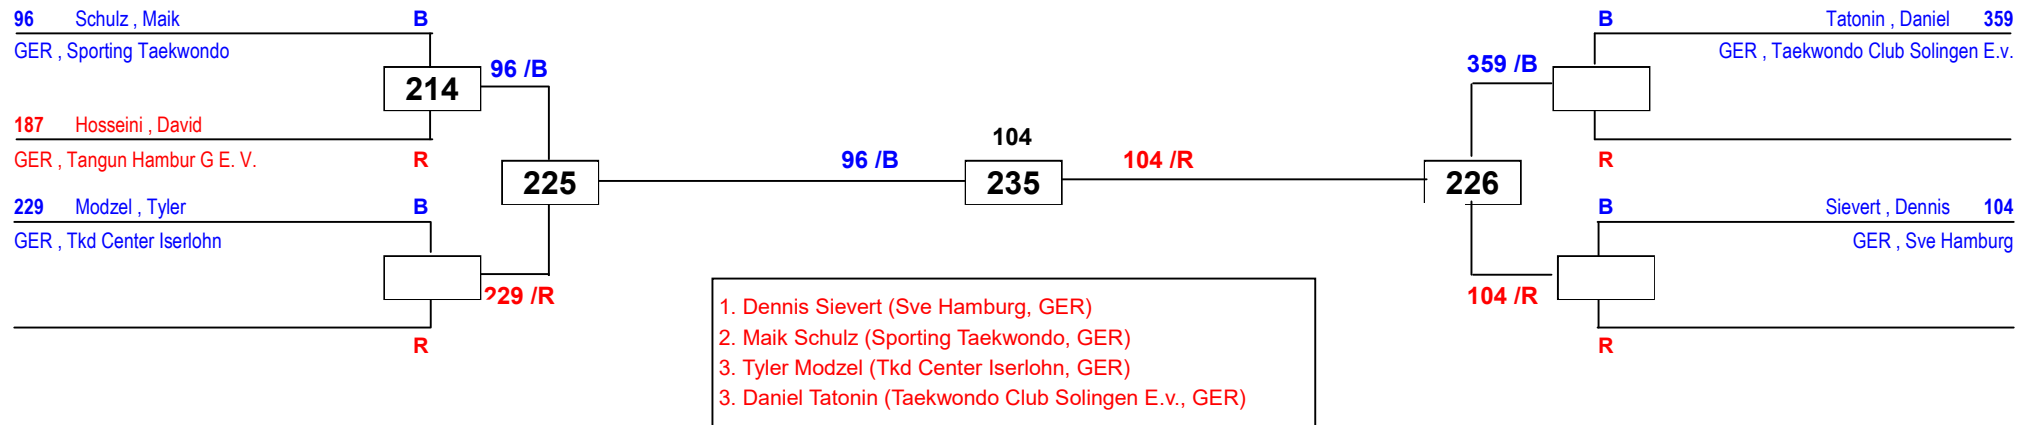 96 Schulz , Maik B
GER , Sporting Taekwondo
214
96 /B
187 Hosseini , David
GER , Tangun Hambur G E. V. R
225
229 Modzel , Tyler B
GER , Tkd Center Iserlohn
229 /R
R
96 /B
104
235
104 /R
1. Dennis Sievert (Sve Hamburg, GER)
2. Maik Schulz (Sporting Taekwondo, GER)
3. Tyler Modzel (Tkd Center Iserlohn, GER)
3. Daniel Tatonin (Taekwondo Club Solingen E.v., GER)
B Tatonin , Daniel 359
GER , Taekwondo Club Solingen E.v.
359 /B
R
226
B Sievert , Dennis 104
GER , Sve Hamburg
104 /R
R